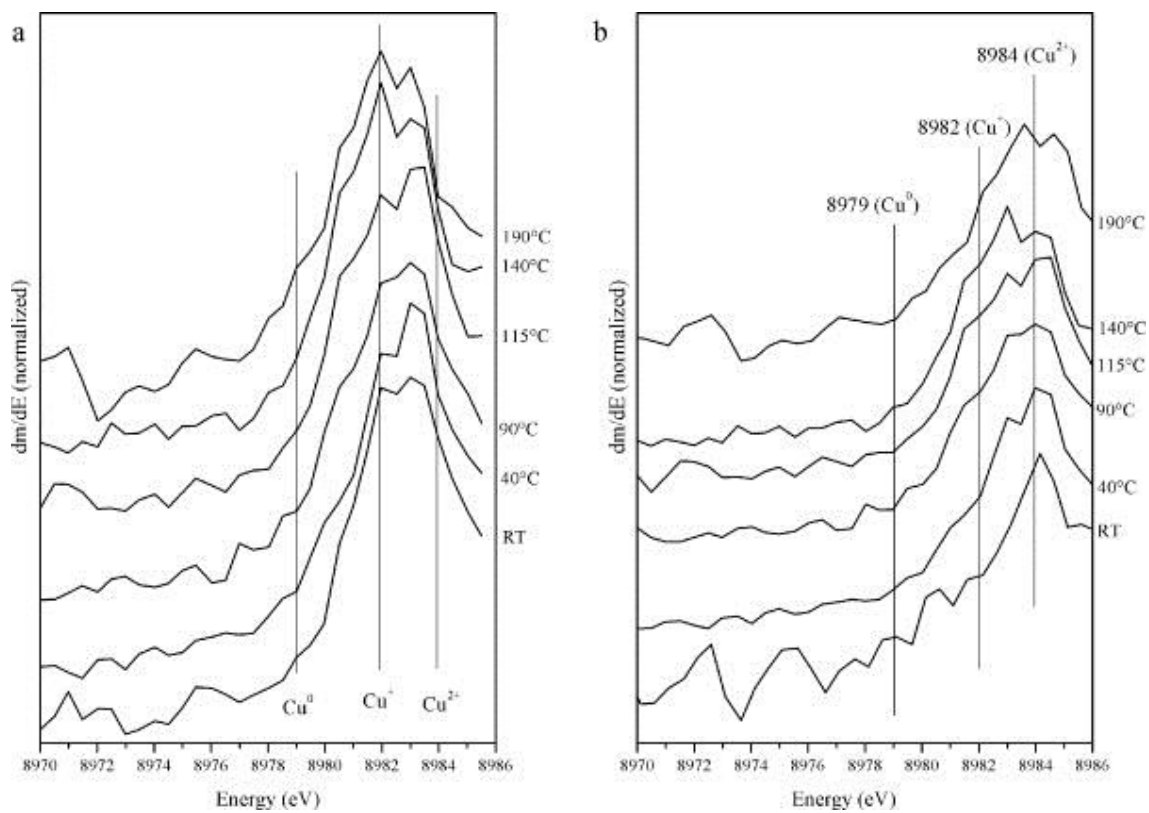 a
dm/dE (normalized)
190°C
140°C
115°C
90°C
40°C
RT
Cu⁰
Cu⁺
Cu²⁺
8970 8972 8974 8976 8978 8980 8982 8984 8986
Energy (eV)
b
dm/dE (normalized)
8984 (Cu²⁺)
8982 (Cu⁺)
8979 (Cu⁰)
190°C
140°C
115°C
90°C
40°C
RT
8970 8972 8974 8976 8978 8980 8982 8984 8986
Energy (eV)